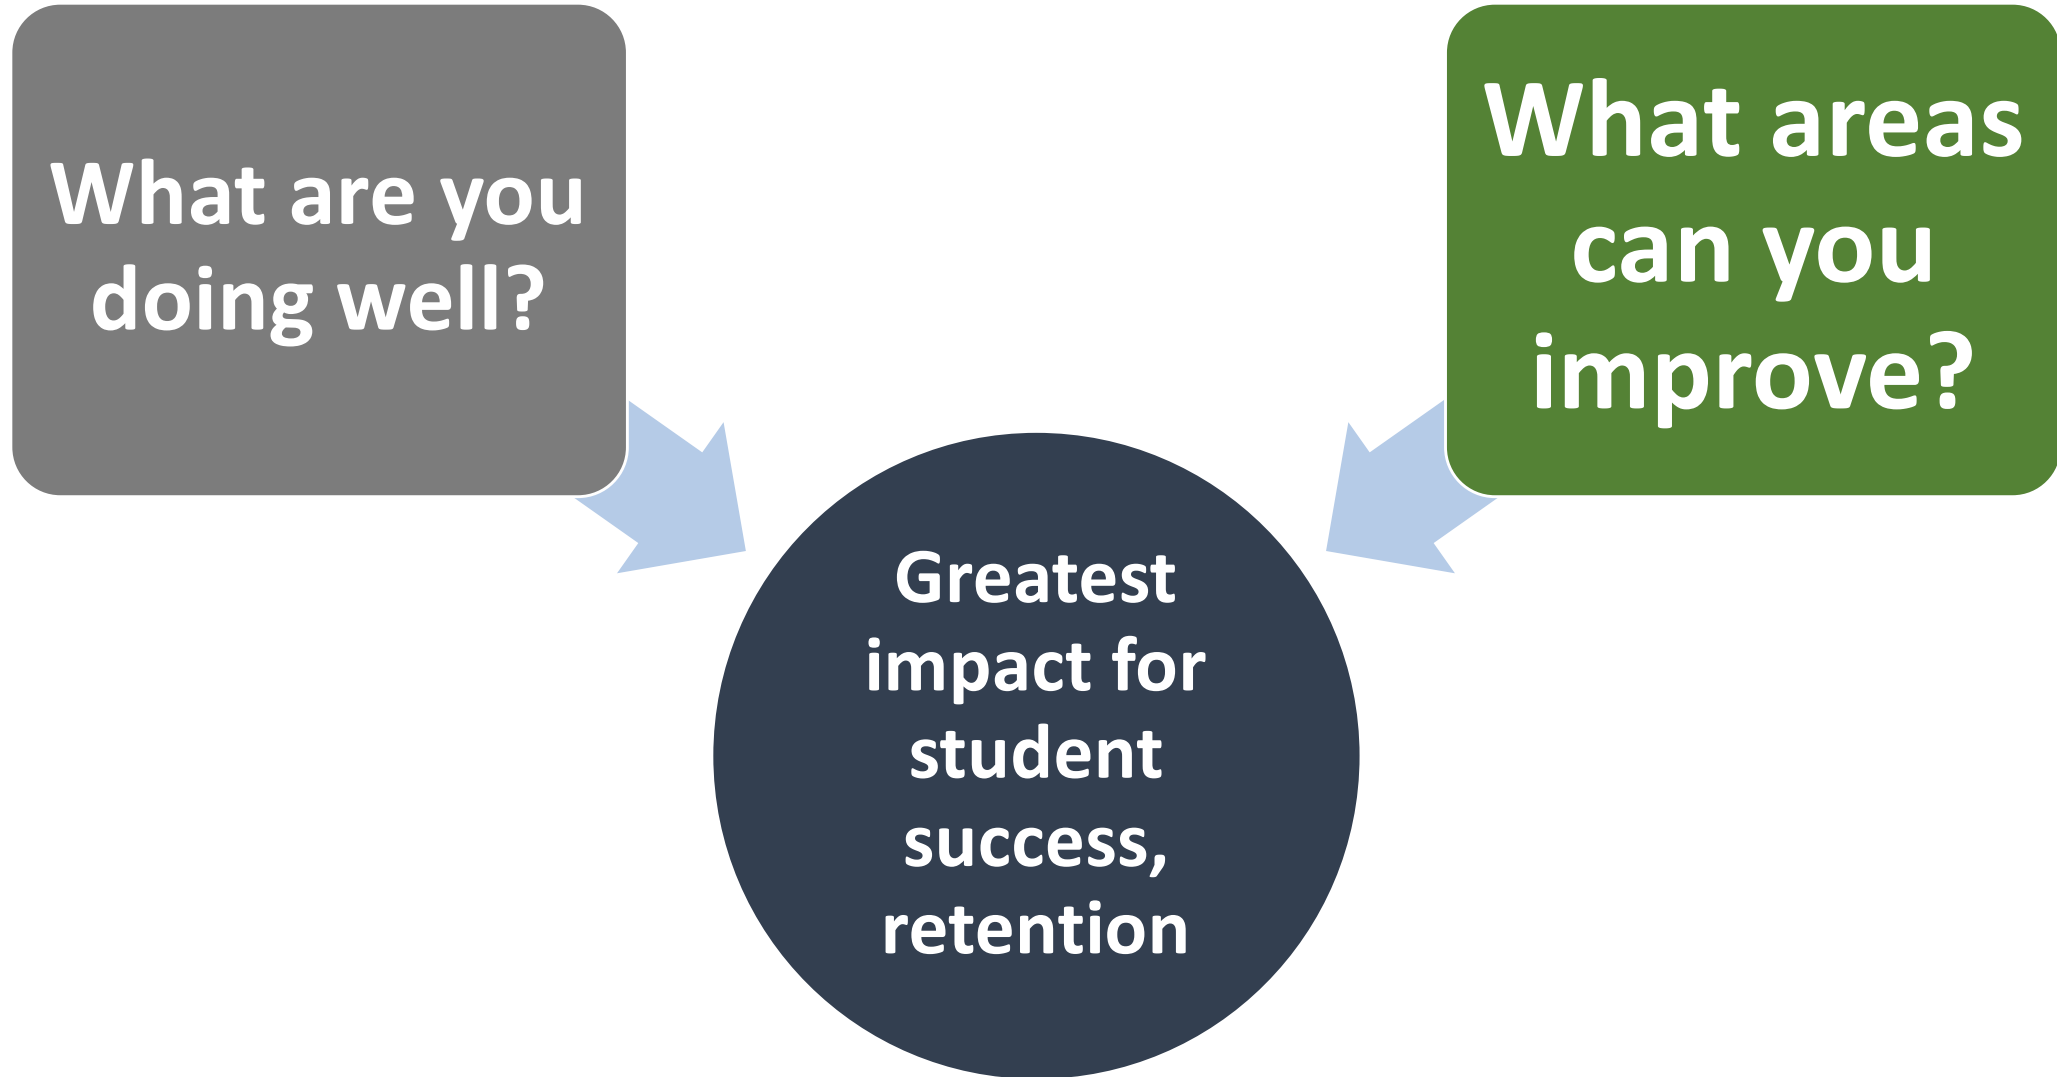 What are you
doing well?
What areas
can you
improve?
Greatest
impact for
student
success,
retention